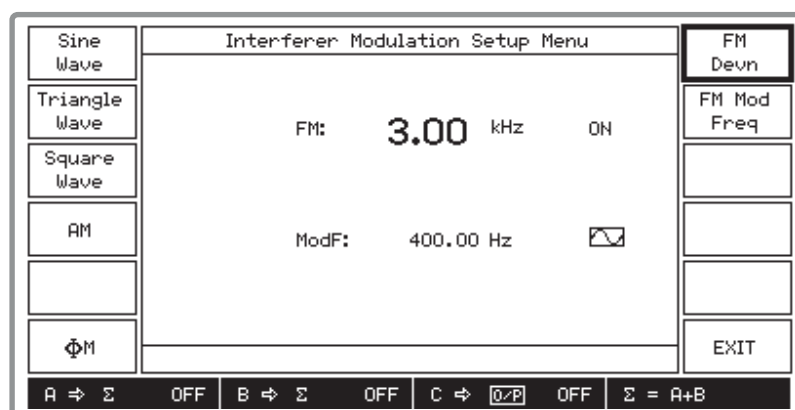 Interferer Modulation Setup Menu
Sine
Wave
Triangle
Wave
Square
Wave
AM
ΦM
FM: 3.00 kHz ON
ModF: 400.00 Hz
FM
Devn
FM Mod
Freq
EXIT
A ⇨ Σ OFF B ⇨ Σ OFF C ⇨ O/P OFF Σ = A+B